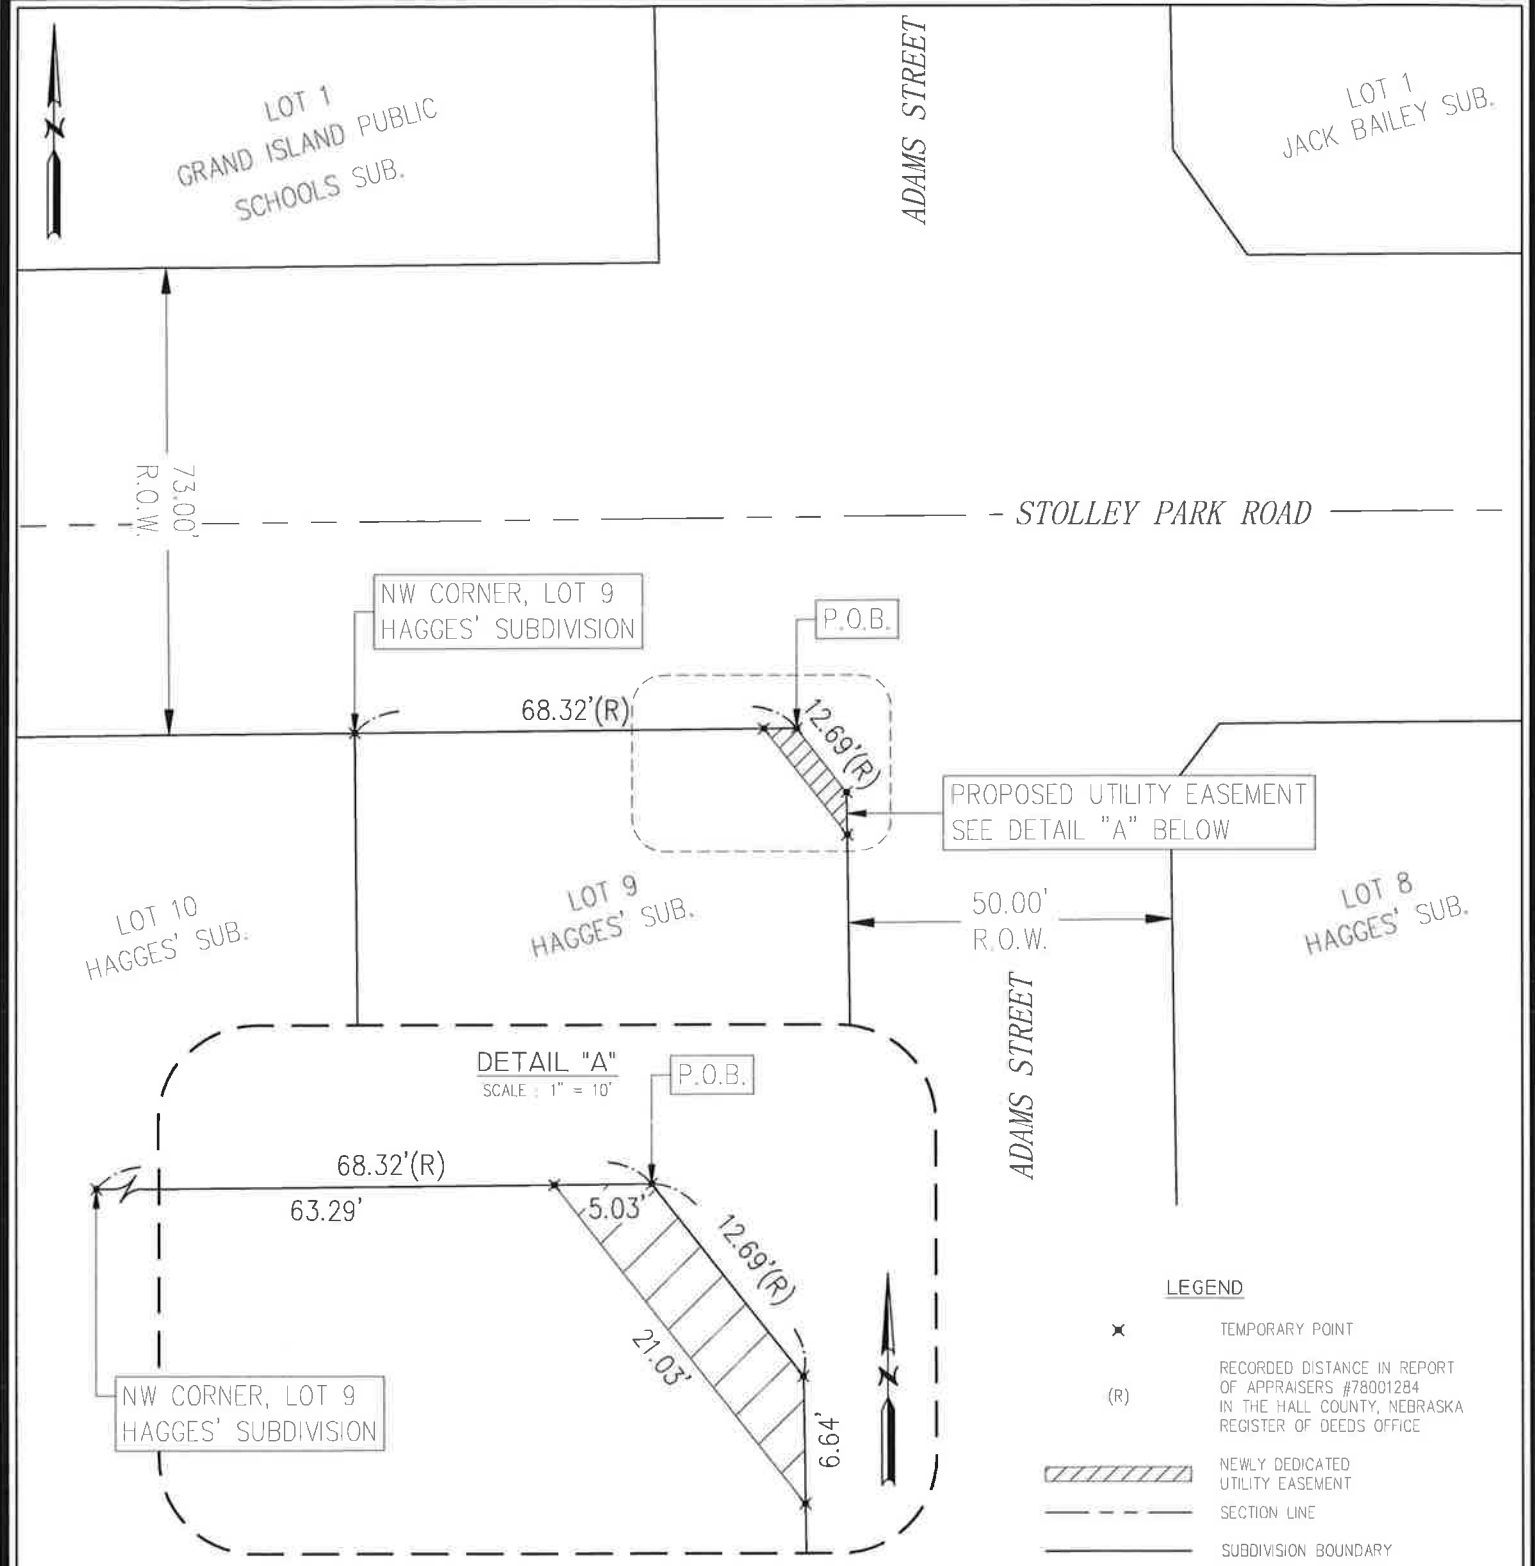 LOT 1
GRAND ISLAND PUBLIC
SCHOOLS SUB.
ADAMS STREET
LOT 1
JACK BAILEY SUB.
N
73.00'
R.O.W.
STOLLEY PARK ROAD
NW CORNER, LOT 9
HAGGES' SUBDIVISION
P.O.B.
68.32'(R)
12.69'(R)
PROPOSED UTILITY EASEMENT
SEE DETAIL "A" BELOW
LOT 10
HAGGES' SUB.
LOT 9
HAGGES' SUB.
50.00'
R.O.W.
LOT 8
HAGGES' SUB.
ADAMS STREET
DETAIL "A"
SCALE : 1" = 10'
P.O.B.
68.32'(R)
63.29'
5.03'
12.69'(R)
21.03'
6.64'
N
NW CORNER, LOT 9
HAGGES' SUBDIVISION
LEGEND
TEMPORARY POINT
(R)
RECORDED DISTANCE IN REPORT
OF APPRAISERS #78001284
IN THE HALL COUNTY, NEBRASKA
REGISTER OF DEEDS OFFICE
NEWLY DEDICATED
UTILITY EASEMENT
SECTION LINE
SUBDIVISION BOUNDARY